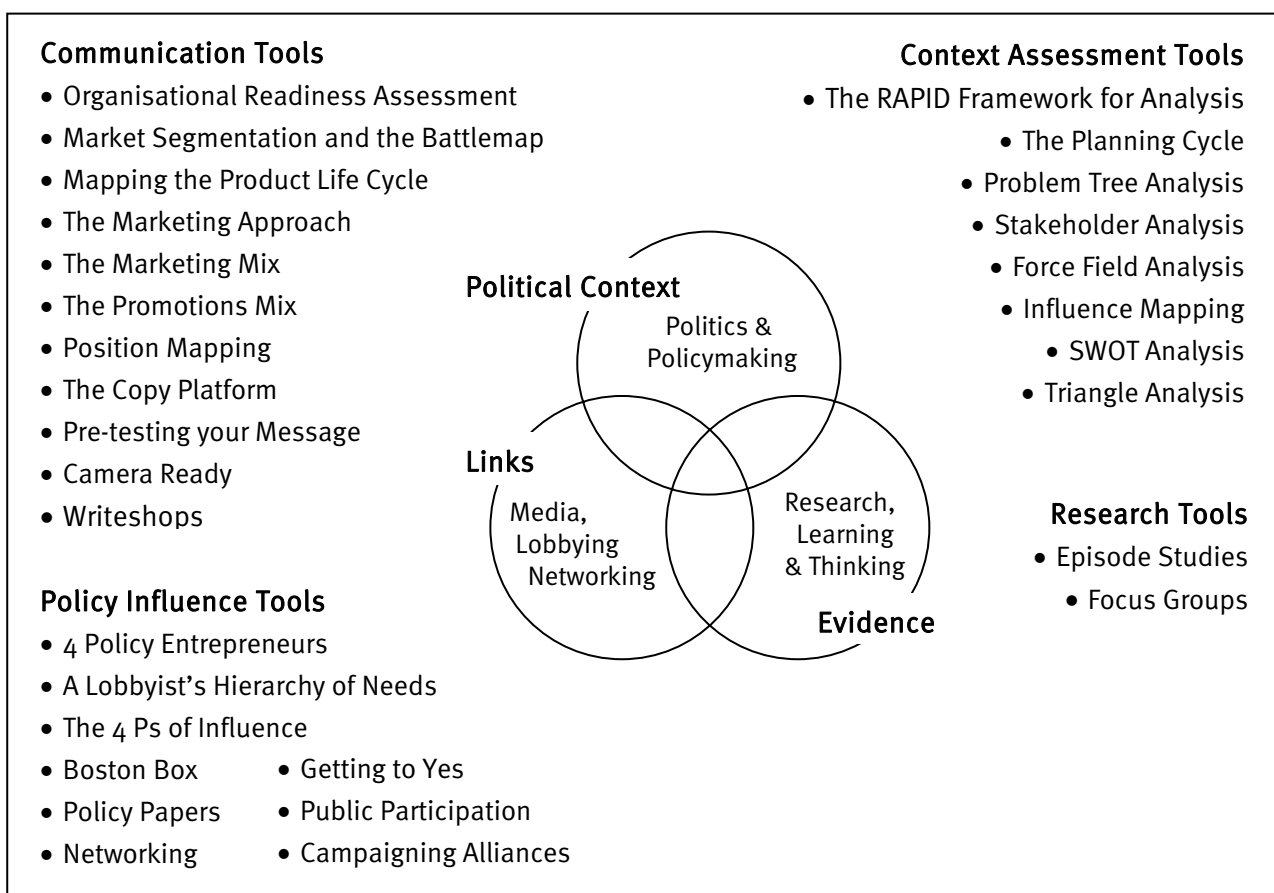 Communication Tools
• Organisational Readiness Assessment
• Market Segmentation and the Battlemap
• Mapping the Product Life Cycle
• The Marketing Approach
• The Marketing Mix
• The Promotions Mix
• Position Mapping
• The Copy Platform
• Pre-testing your Message
• Camera Ready
• Writeshops
Policy Influence Tools
• 4 Policy Entrepreneurs
• A Lobbyist's Hierarchy of Needs
• The 4 Ps of Influence
• Boston Box
• Policy Papers
• Networking
• Getting to Yes
• Public Participation
• Campaigning Alliances
Political Context
Politics &
Policymaking
Links
Media,
Lobbying
Networking
Research,
Learning
& Thinking
Evidence
Context Assessment Tools
• The RAPID Framework for Analysis
• The Planning Cycle
• Problem Tree Analysis
• Stakeholder Analysis
• Force Field Analysis
• Influence Mapping
• SWOT Analysis
• Triangle Analysis
Research Tools
• Episode Studies
• Focus Groups